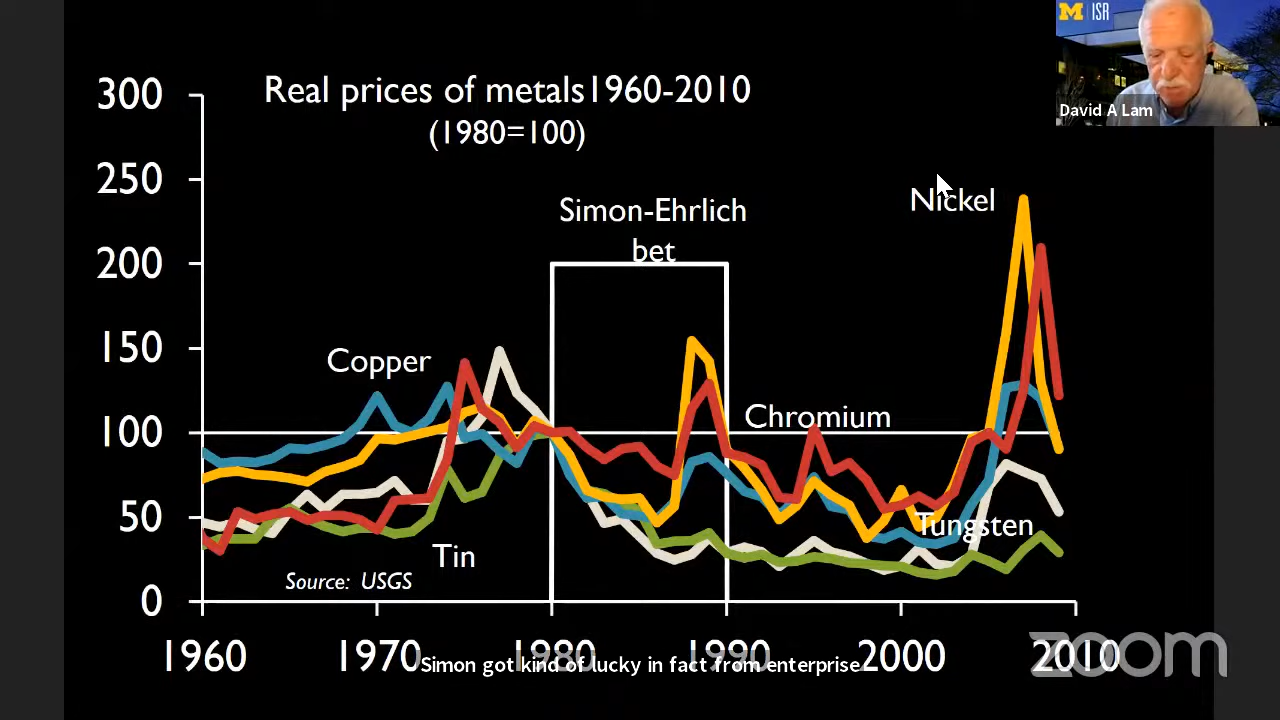 M ISR
David A Lam
Real prices of metals1960-2010
(1980=100)
300
250
200
150
100
50
0
Simon-Ehrlich
bet
Nickel
Copper
Chromium
Tungsten
Tin
Source: USGS
1960
1970
1980
1990
2000
2010
Simon got kind of lucky in fact from enterprise
zoom